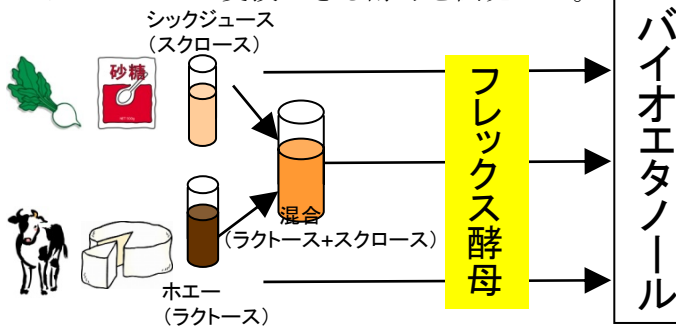 シックジュース
（スクロース）
砂糖
混合
（ラクトース+スクロース）
ホエー
（ラクトース）
フレックス酵母
バイオエタノール